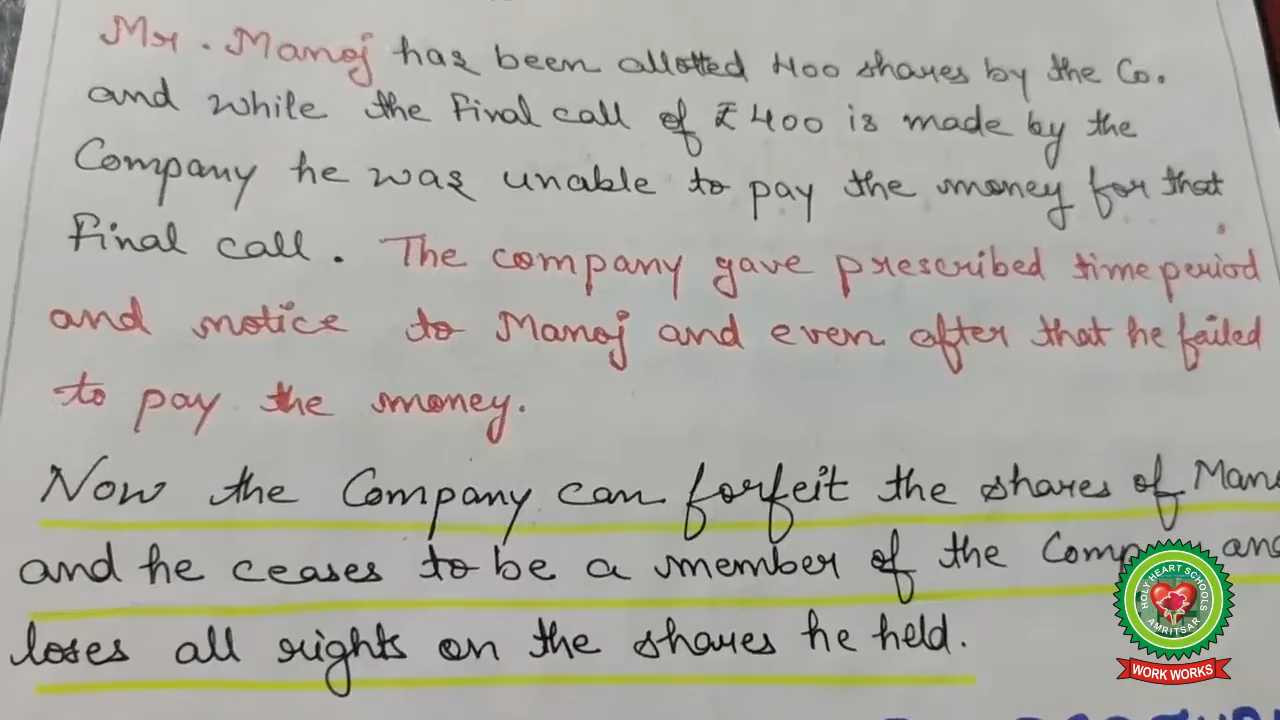 Mr. Manoj has been allotted 400 shares by the Co.
and while the Final call of ₹400 is made by the
Company he was unable to pay the money for that
Final call. The company gave prescribed time period
and notice to Manoj and even after that he failed
to pay the money.
Now the Company can forfeit the shares of Mano
and he ceases to be a member of the Company and
loses all rights on the shares he held.
HOLY HEART SCHOOLS
AMRITSAR
WORK WORKS